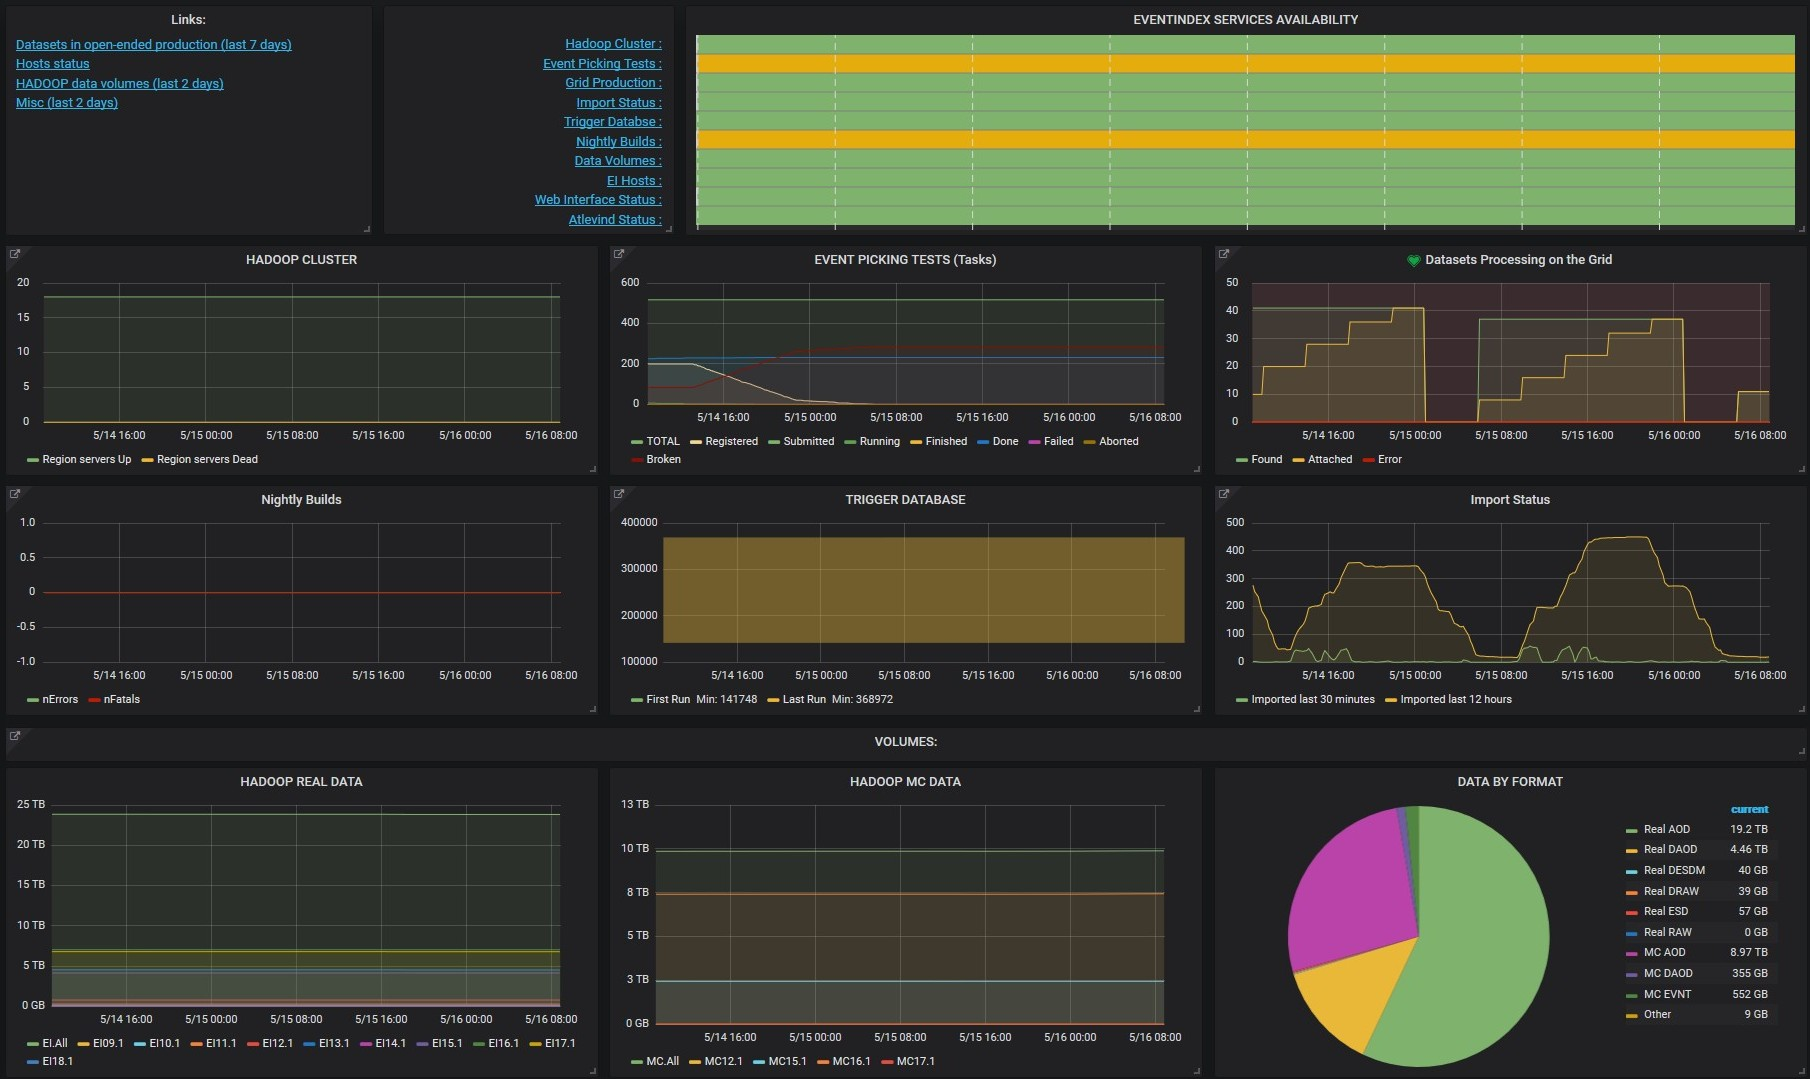 Links:
Datasets in open-ended production (last 7 days)
Hosts status
HADOOP data volumes (last 2 days)
Misc (last 2 days)
Hadoop Cluster :
Event Picking Tests :
Grid Production :
Import Status :
Trigger Databse :
Nightly Builds :
Data Volumes :
EI Hosts :
Web Interface Status :
Atlevind Status :
EVENTINDEX SERVICES AVAILABILITY
HADOOP CLUSTER
20
15
10
5
0
5/14 16:00 5/15 00:00 5/15 08:00 5/15 16:00 5/16 00:00 5/16 08:00
Region servers Up Region servers Dead
EVENT PICKING TESTS (Tasks)
600
400
200
0
5/14 16:00 5/15 00:00 5/15 08:00 5/15 16:00 5/16 00:00 5/16 08:00
TOTAL Registered Submitted Running Finished Done Failed Aborted
Broken
Datasets Processing on the Grid
50
40
30
20
10
0
5/14 16:00 5/15 00:00 5/15 08:00 5/15 16:00 5/16 00:00 5/16 08:00
Found Attached Error
Nightly Builds
1.0
0.5
0
-0.5
-1.0
5/14 16:00 5/15 00:00 5/15 08:00 5/15 16:00 5/16 00:00 5/16 08:00
nErrors nFatals
TRIGGER DATABASE
400000
300000
200000
100000
5/14 16:00 5/15 00:00 5/15 08:00 5/15 16:00 5/16 00:00 5/16 08:00
First Run Min: 141748 Last Run Min: 368972
Import Status
500
400
300
200
100
0
5/14 16:00 5/15 00:00 5/15 08:00 5/15 16:00 5/16 00:00 5/16 08:00
Imported last 30 minutes Imported last 12 hours
VOLUMES:
HADOOP REAL DATA
25 TB
20 TB
15 TB
10 TB
5 TB
0 GB
5/14 16:00 5/15 00:00 5/15 08:00 5/15 16:00 5/16 00:00 5/16 08:00
EI.All EI09.1 EI10.1 EI11.1 EI12.1 EI13.1 EI14.1 EI15.1 EI16.1 EI17.1
EI18.1
HADOOP MC DATA
13 TB
10 TB
8 TB
5 TB
3 TB
0 GB
5/14 16:00 5/15 00:00 5/15 08:00 5/15 16:00 5/16 00:00 5/16 08:00
MC.All MC12.1 MC15.1 MC16.1 MC17.1
DATA BY FORMAT
current
Real AOD 19.2 TB
Real DAOD 4.46 TB
Real DESDM 40 GB
Real DRAW 39 GB
Real ESD 57 GB
Real RAW 0 GB
MC AOD 8.97 TB
MC DAOD 355 GB
MC EVNT 552 GB
Other 9 GB